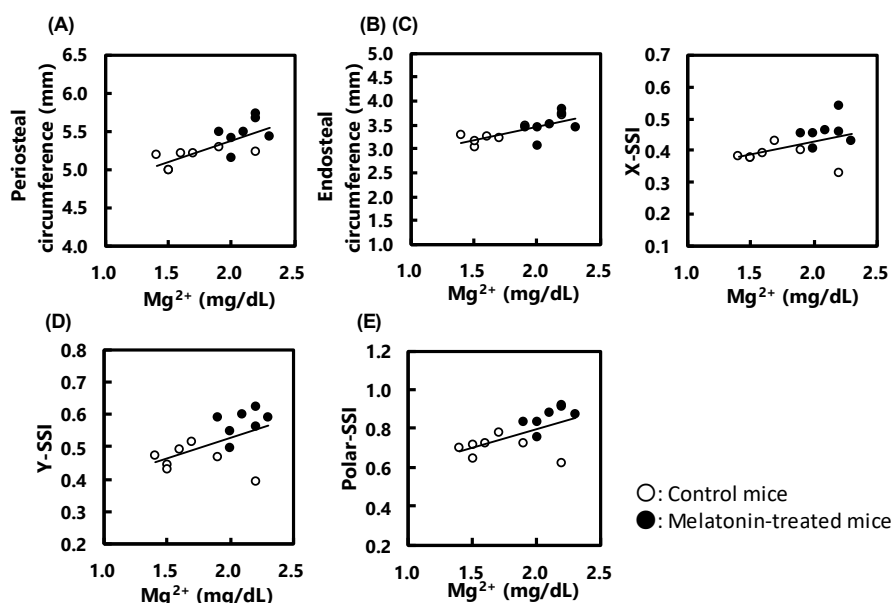 (A)
Periosteal
circumference (mm)
6.5
6.0
5.5
5.0
4.5
4.0
1.0 1.5 2.0 2.5
Mg²⁺ (mg/dL)
(B)
Endosteal
circumference (mm)
5.0
4.5
4.0
3.5
3.0
2.5
2.0
1.5
1.0
1.0 1.5 2.0 2.5
Mg²⁺ (mg/dL)
(C)
X-SSI
0.7
0.6
0.5
0.4
0.3
0.2
0.1
1.0 1.5 2.0 2.5
Mg²⁺ (mg/dL)
(D)
Y-SSI
0.8
0.7
0.6
0.5
0.4
0.3
0.2
1.0 1.5 2.0 2.5
Mg²⁺ (mg/dL)
(E)
Polar-SSI
1.2
1.0
0.8
0.6
0.4
0.2
1.0 1.5 2.0 2.5
Mg²⁺ (mg/dL)
○: Control mice
●: Melatonin-treated mice